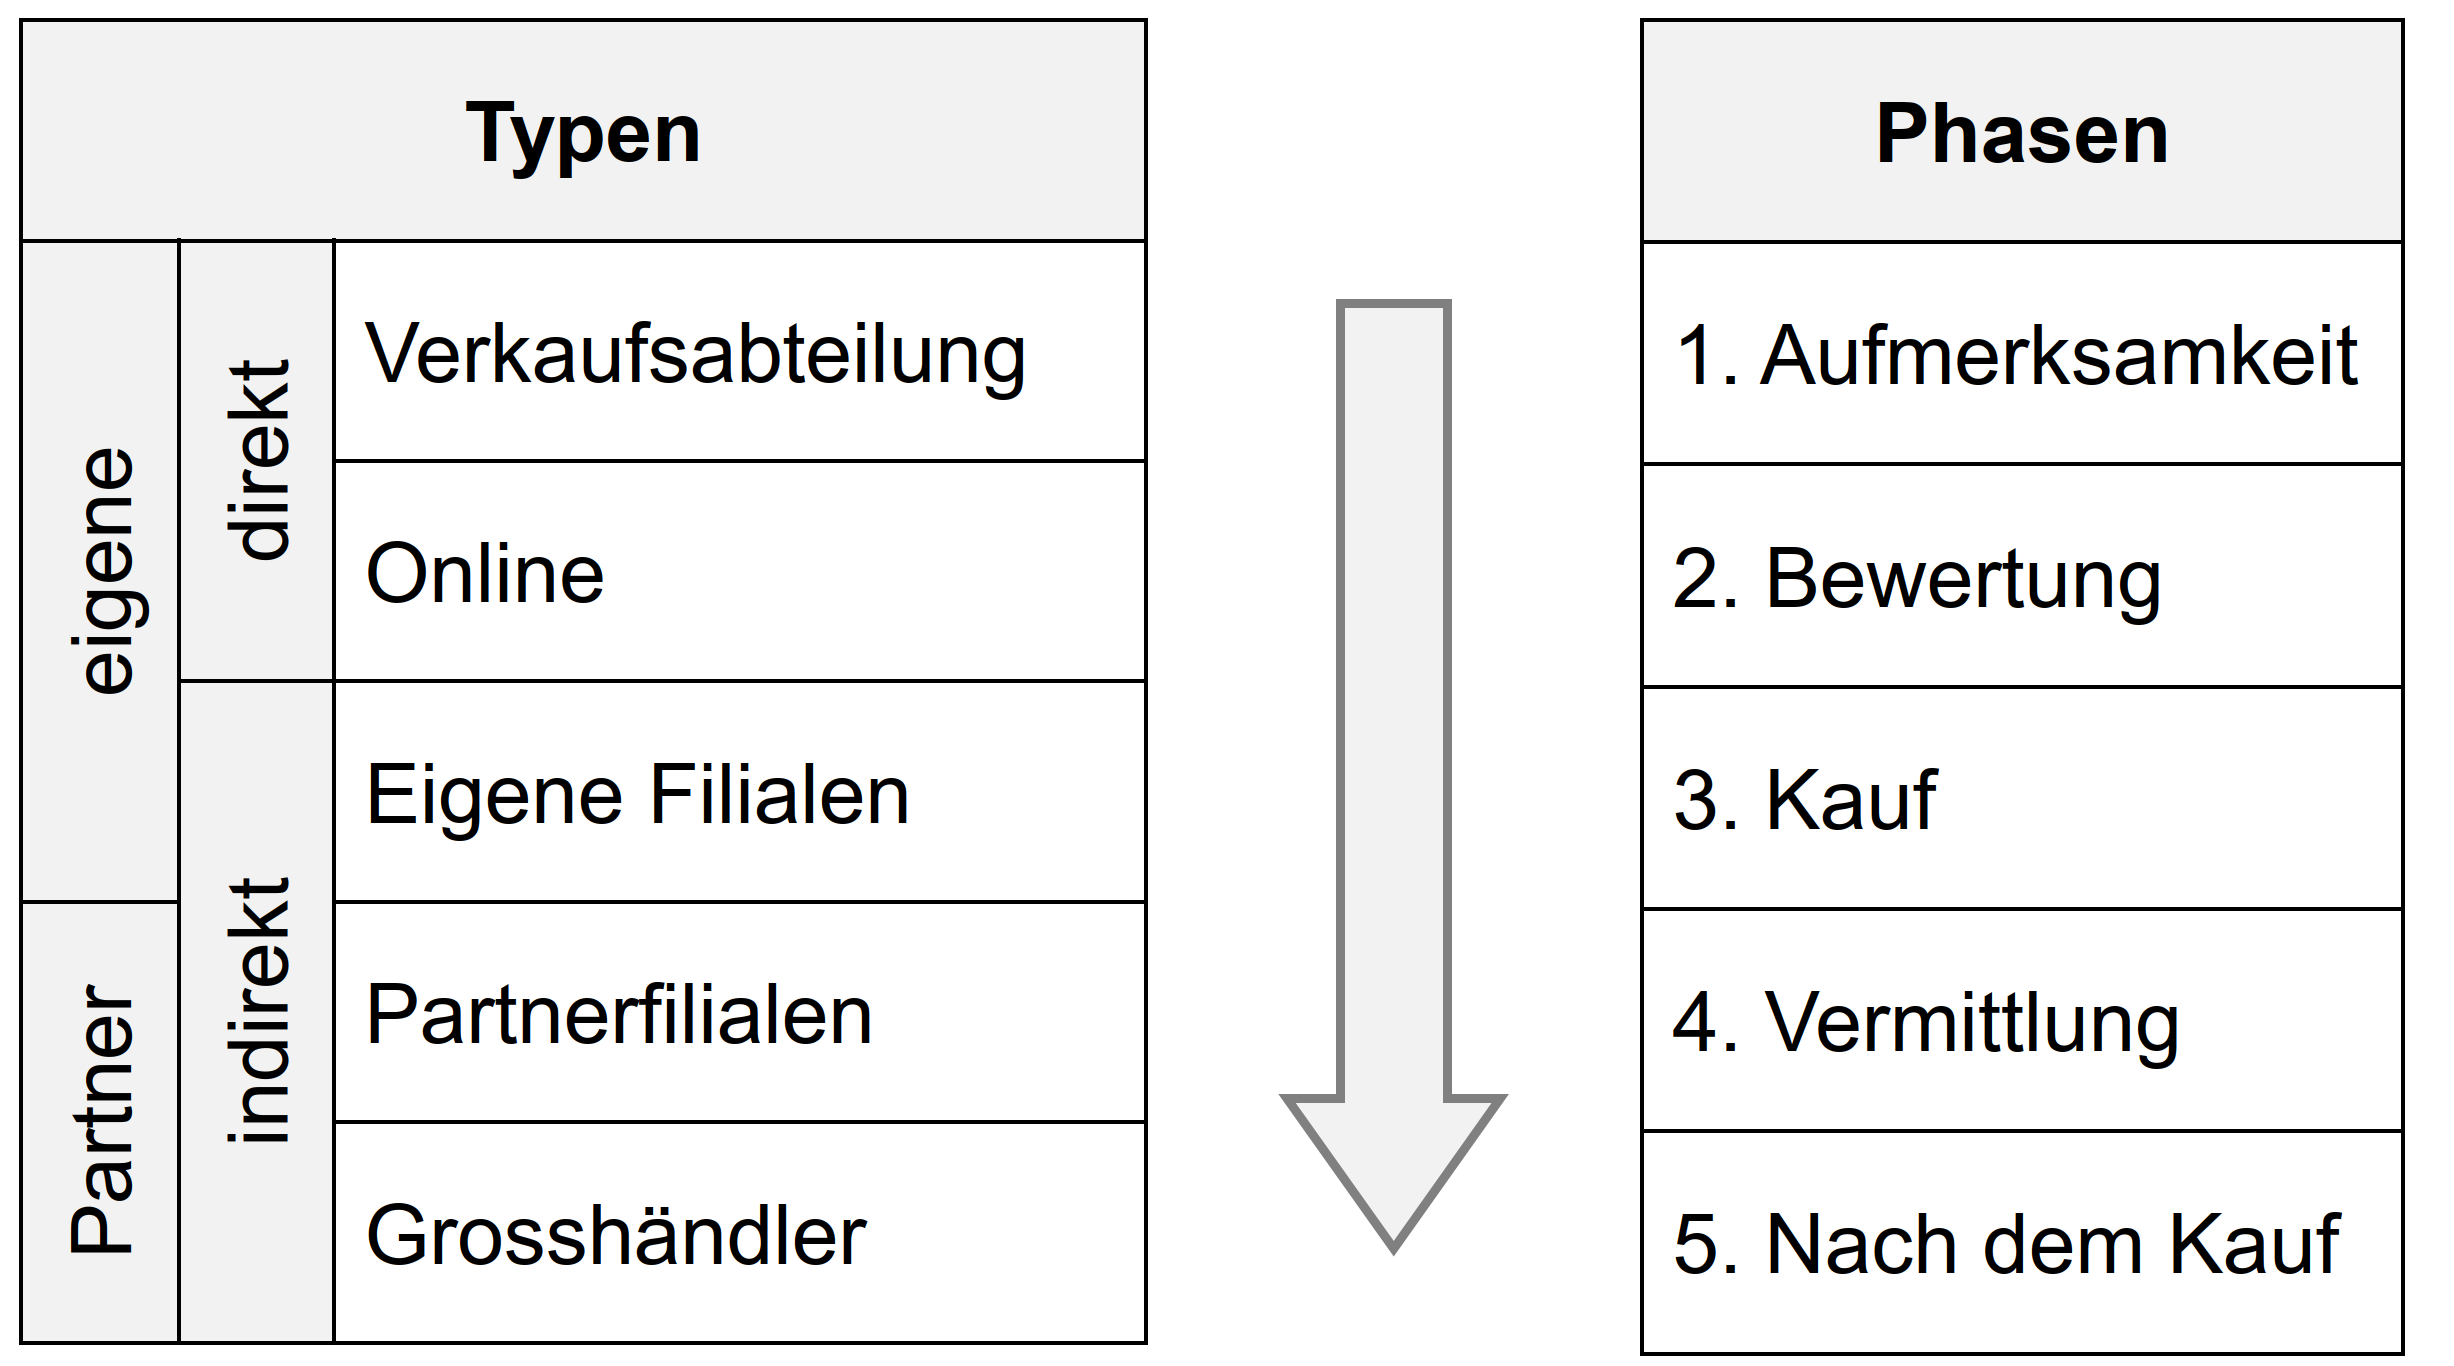 Typen
eigene
direkt
Verkaufsabteilung
Online
indirekt
Eigene Filialen
Partner
Partnerfilialen
Grosshändler
Phasen
1. Aufmerksamkeit
2. Bewertung
3. Kauf
4. Vermittlung
5. Nach dem Kauf